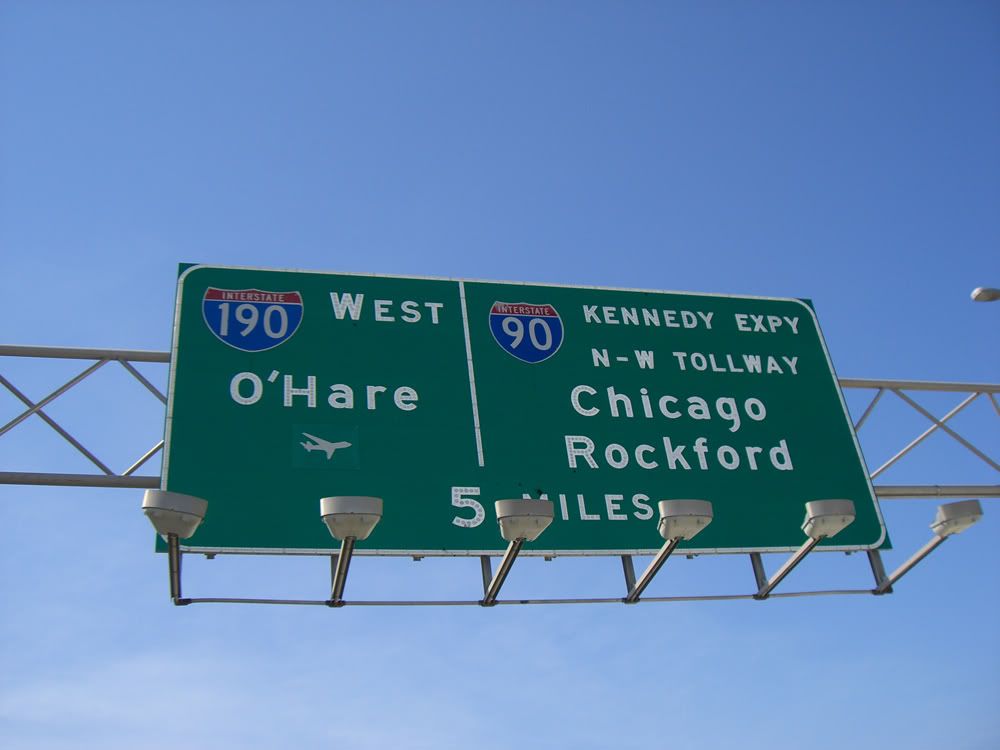 INTERSTATE
190
WEST
O'Hare
INTERSTATE
90
KENNEDY EXPY
N-W TOLLWAY
Chicago
Rockford
5 MILES